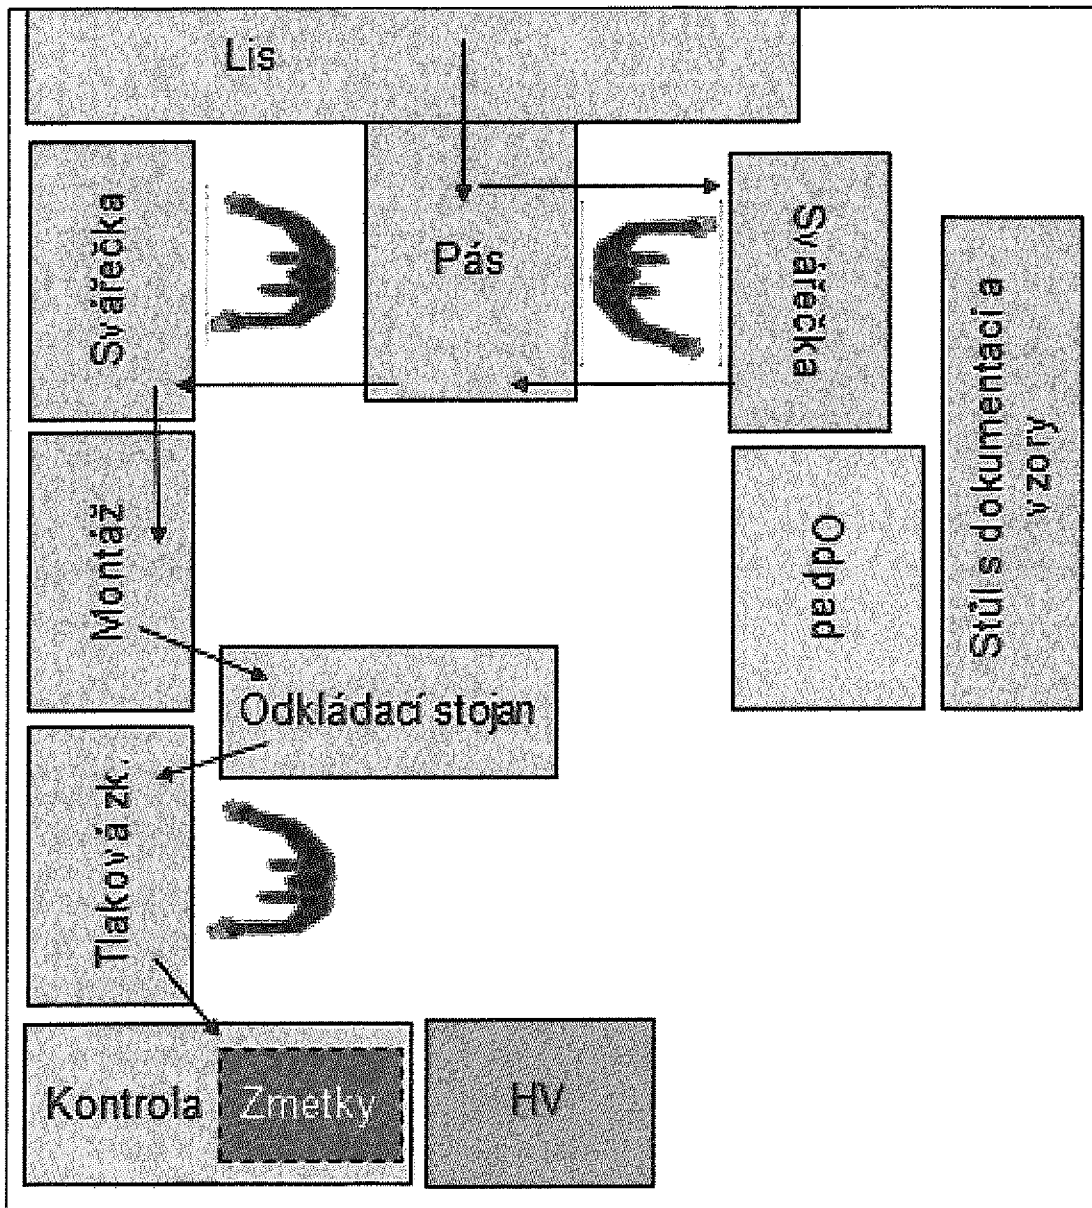 Lis
Svářečka
Pás
Svářečka
Stůl s dokumentací a
vzory
Montáž
Odpad
Odkládací stojan
Tlaková zk.
Kontrola
Zmetky
HV